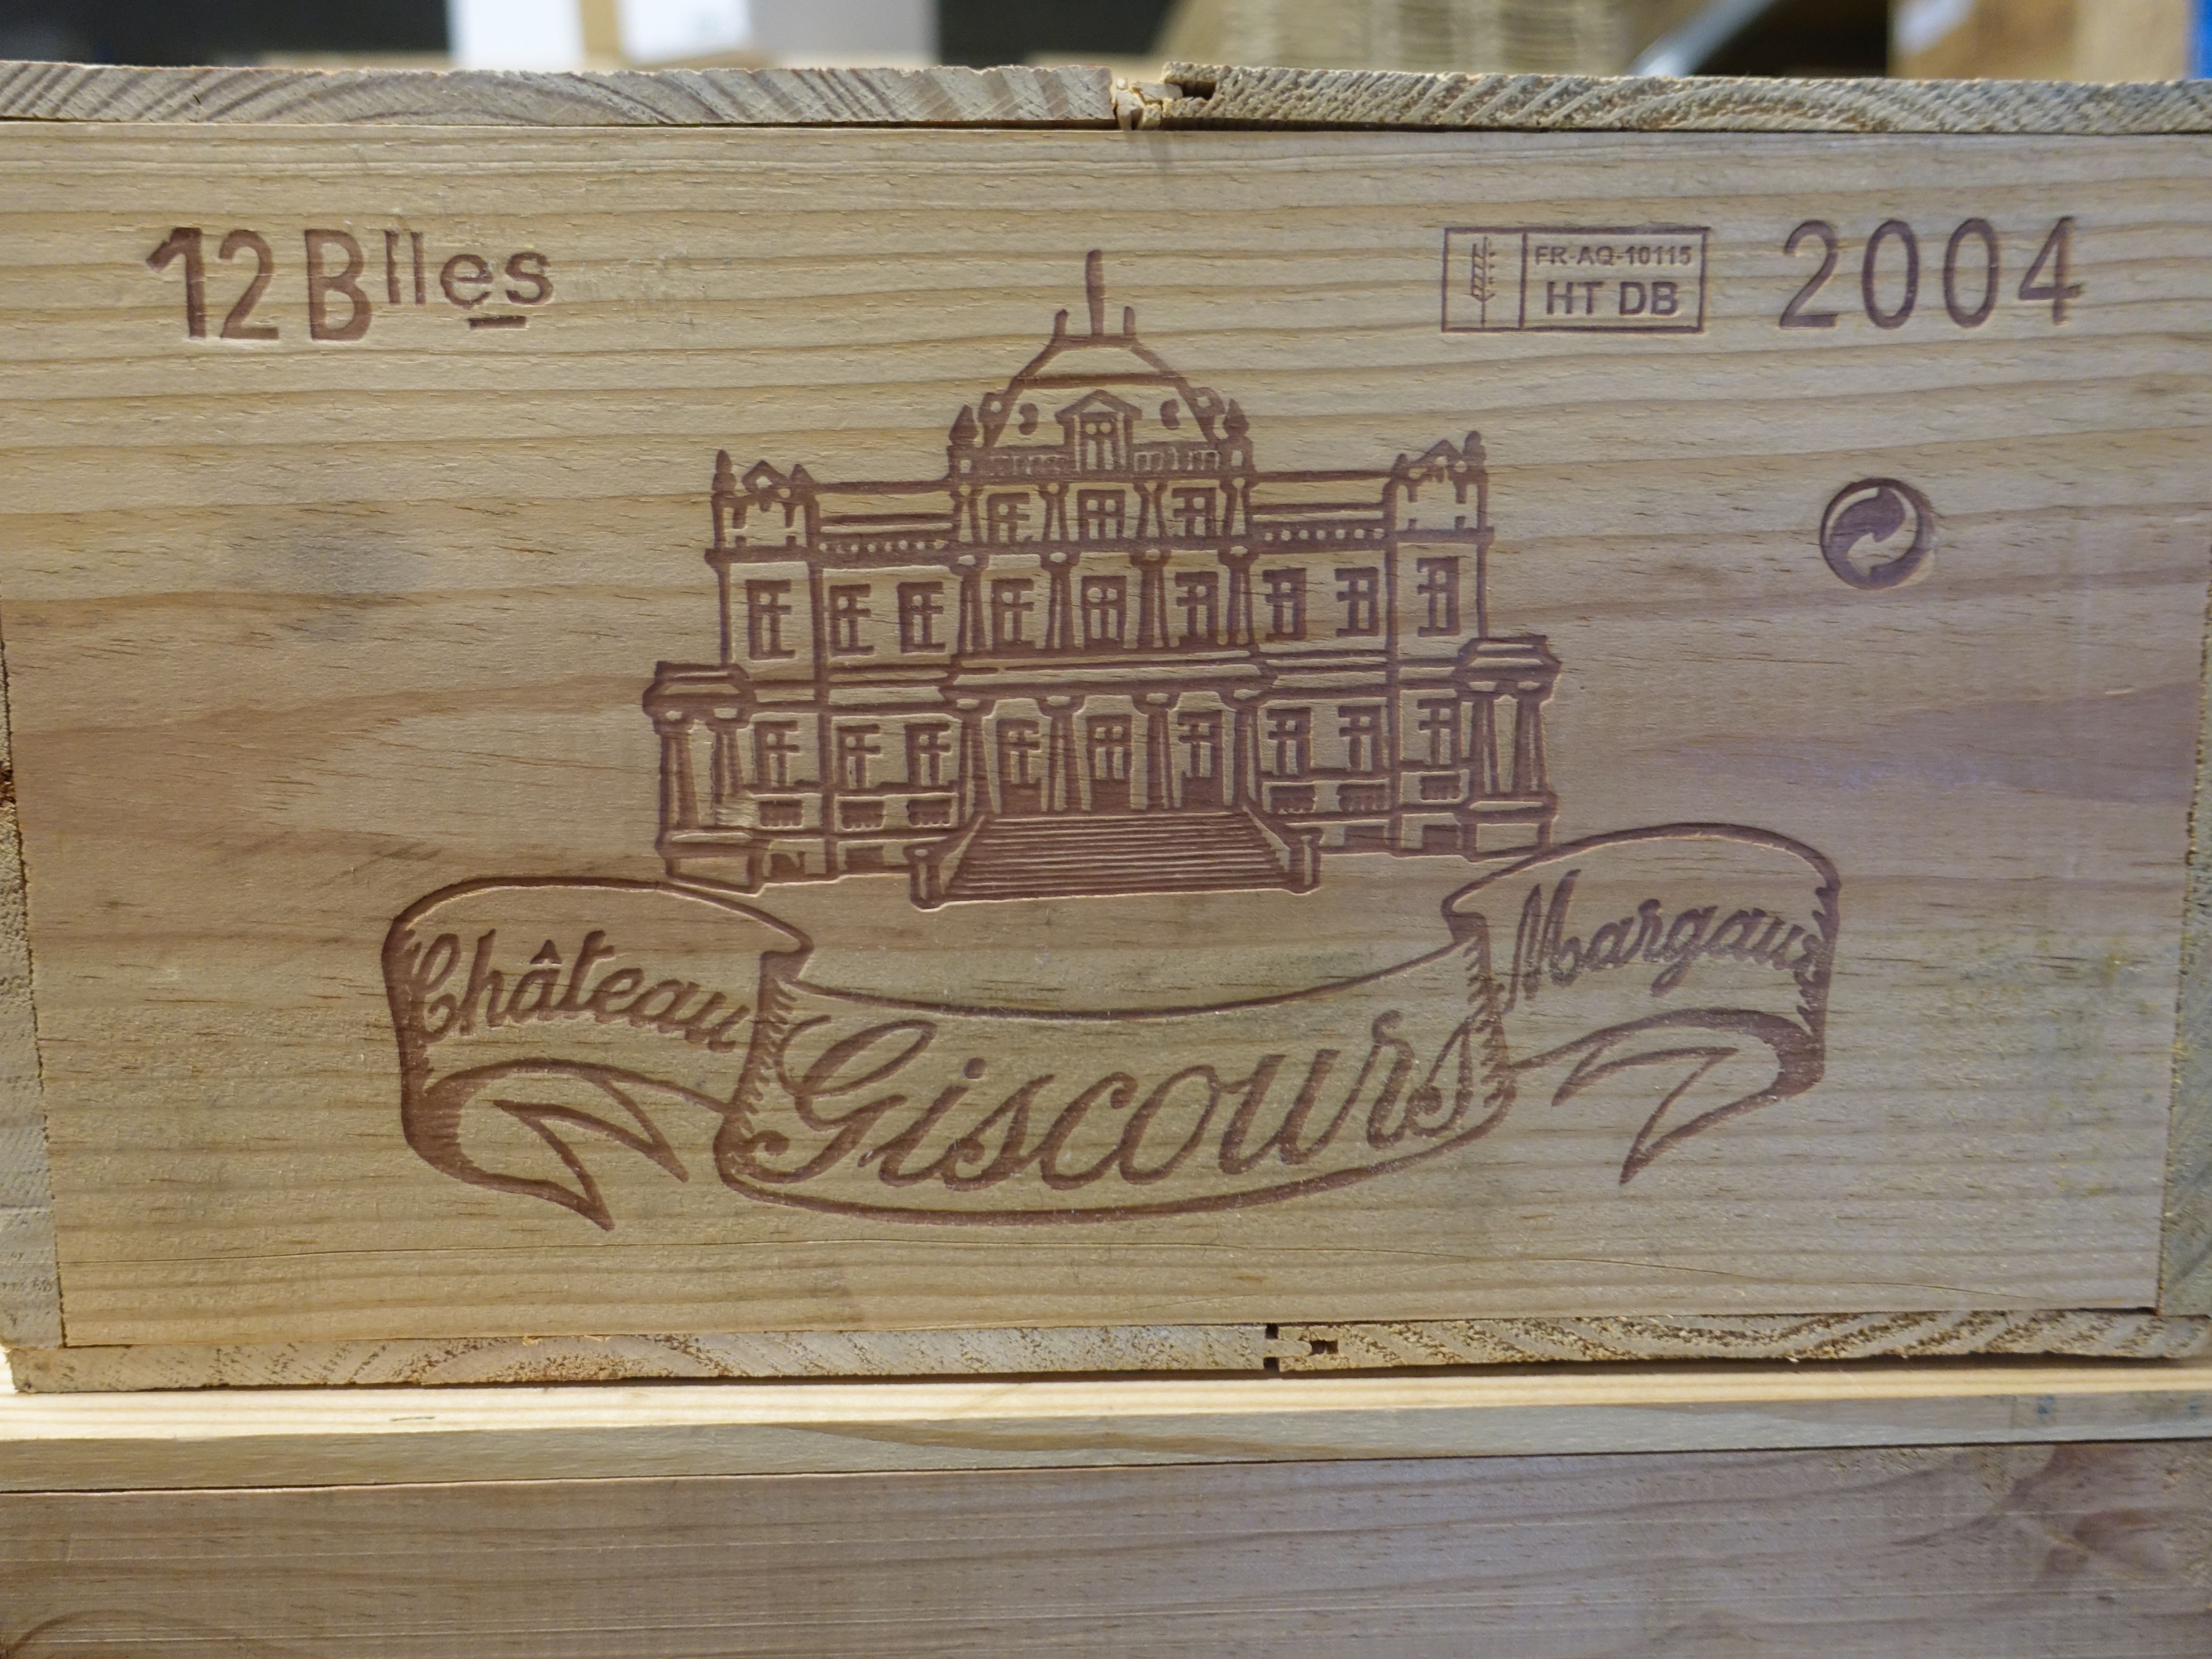 12 Blles
FR-AQ-10115
HT DB
2004
Château
Giscours
Margaux